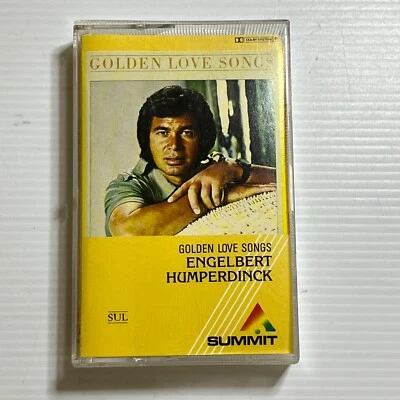 GOLDEN LOVE SONGS
GOLDEN LOVE SONGS
ENGELBERT
HUMPERDINCK
SUL
SUMMIT